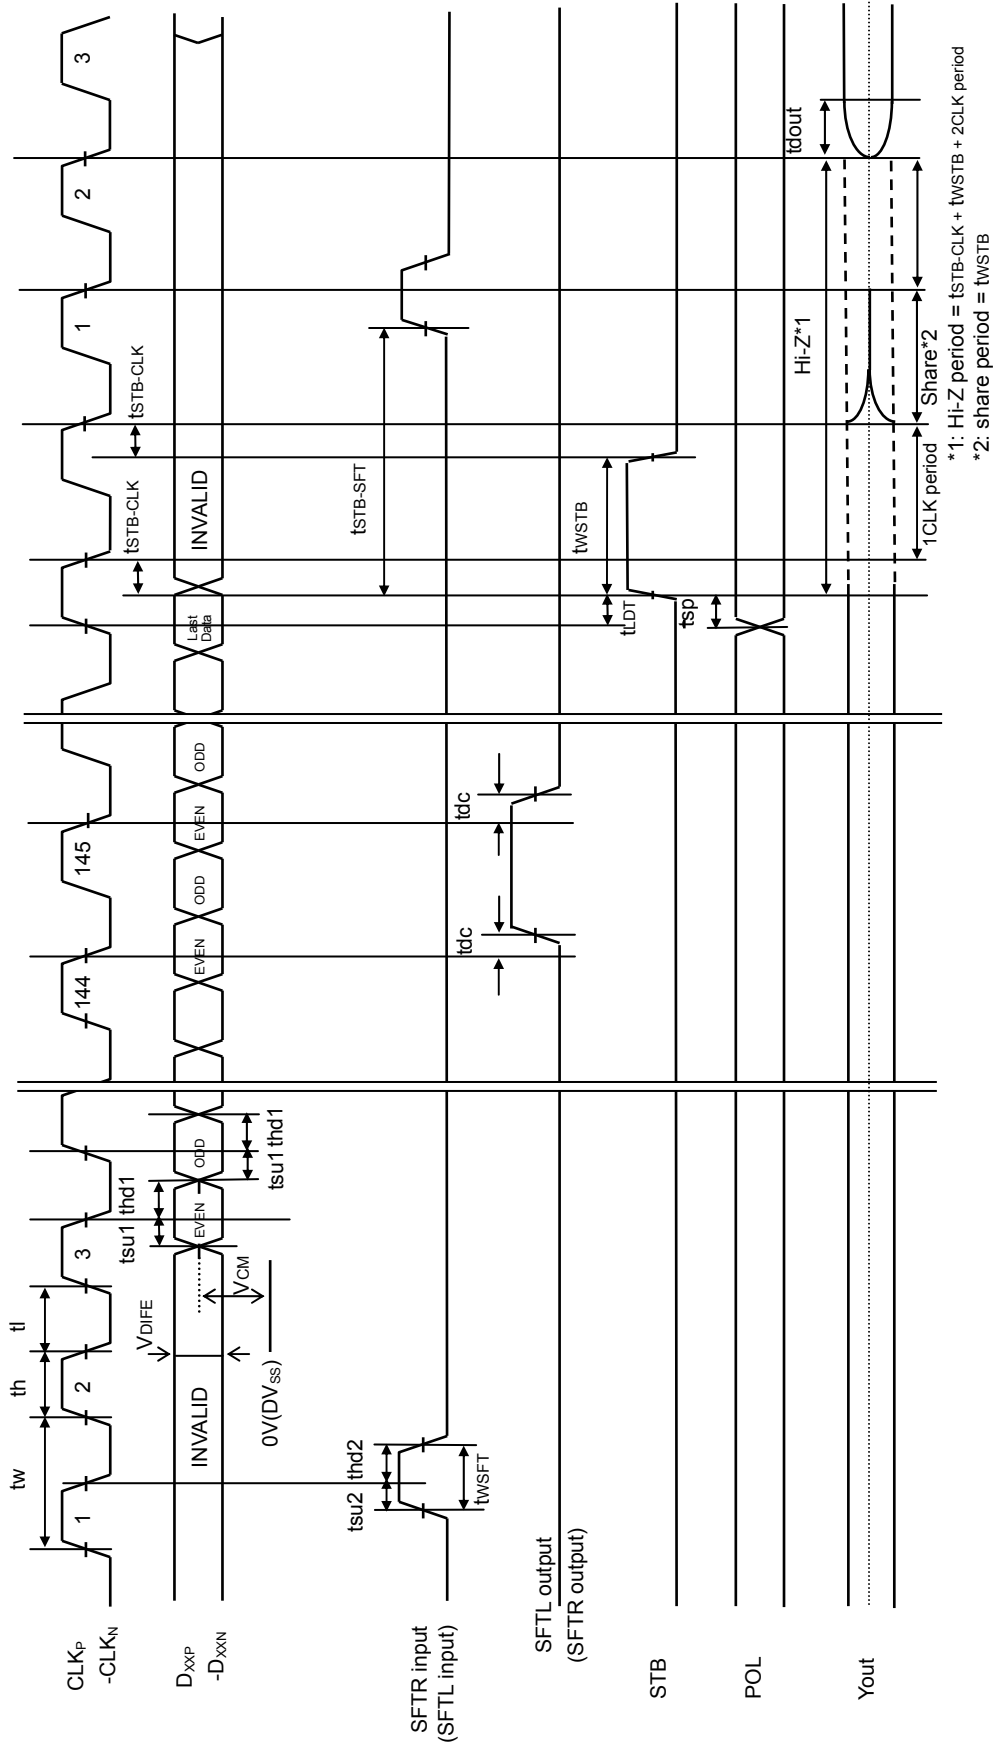 CLKP
-CLKN
tw
th
tl
1
2
3
144
145
1
2
3
DXXP
-DXXN
INVALID
VDIFE
VCM
0V(DVSS)
tsu1 thd1
EVEN
ODD
tsu1 thd1
EVEN
ODD
EVEN
ODD
Last
Data
INVALID
tSTB-CLK
tSTB-CLK
SFTR input
(SFTL input)
tsu2
thd2
tWSFT
tSTB-SFT
SFTL output
(SFTR output)
tdc
tdc
STB
tLDT
tWSTB
POL
tsp
Yout
Hi-Z*1
tdout
1CLK period
Share*2
*1: Hi-Z period = tSTB-CLK + tWSTB + 2CLK period
*2: share period = tWSTB